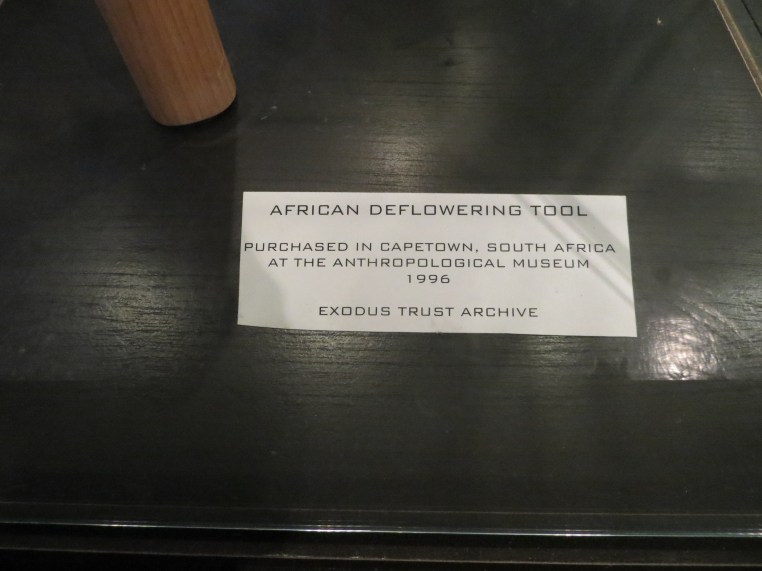 AFRICAN DEFLOWERING TOOL
PURCHASED IN CAPETOWN, SOUTH AFRICA
AT THE ANTHROPOLOGICAL MUSEUM
1996
EXODUS TRUST ARCHIVE